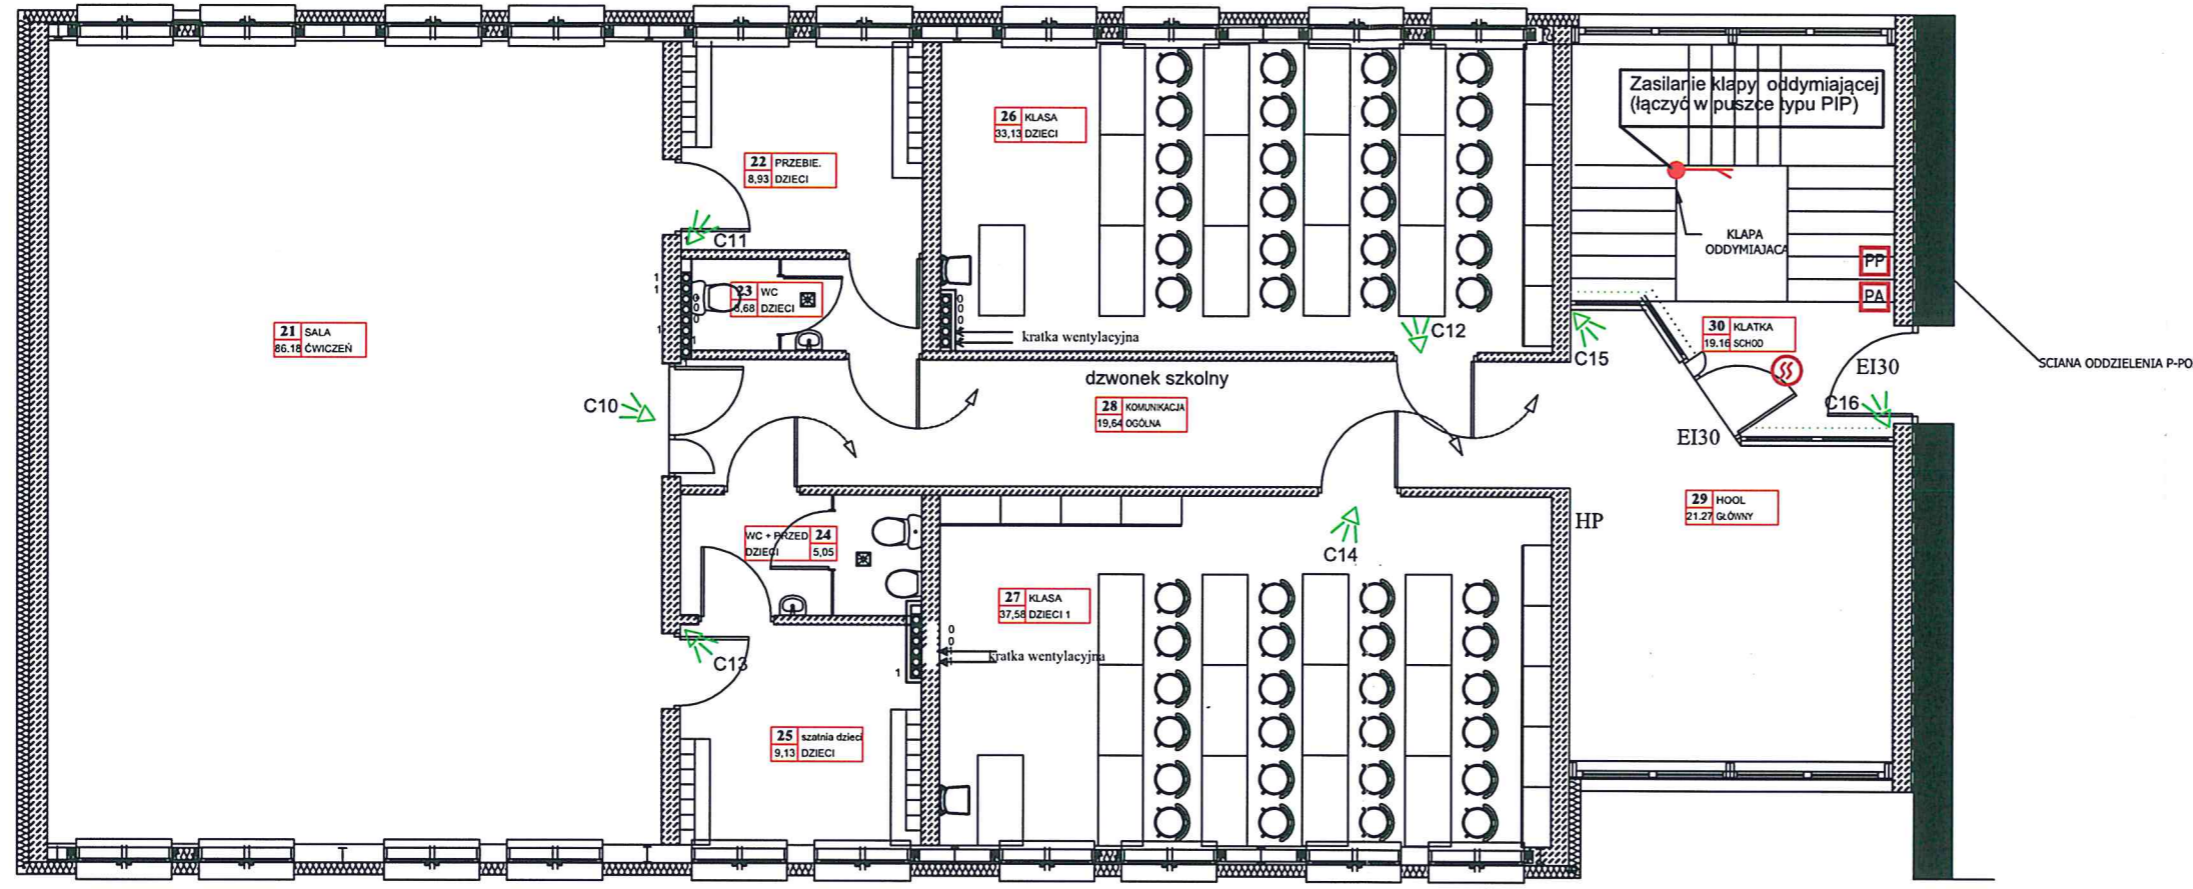 Zasilanie klapy oddymiającej
(łączyć w puszce typu PIP)
26 KLASA
33,13 DZIECI
22 PRZEBIE.
8,93 DZIECI
C11
KLAPA
ODDYMIAJACA
PP
PA
23 WC
DZIECI
21 SALA
86.18 ĆWICZEŃ
kratka wentylacyjna
C12
C15
30 KLATKA
19.16 SCHOD
SCIANA ODDZIELENIA P-PO
EI30
dzwonek szkolny
C10
28 KOMUNIKACJA
19,64 OGÓLNA
C16
EI30
29 HOOL
21.27 GŁÓWNY
HP
WC + PRZED 24
DZIECI 5,05
C14
27 KLASA
37,58 DZIECI 1
kratka wentylacyjna
C13
25 szatnia dzieci
9,13 DZIECI